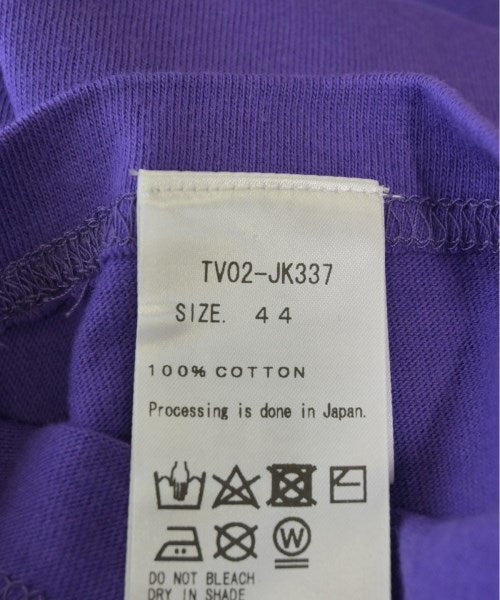 TV02-JK337
SIZE. 44
100% COTTON
Processing is done in Japan.
W
DO NOT BLEACH
DRY IN SHADE